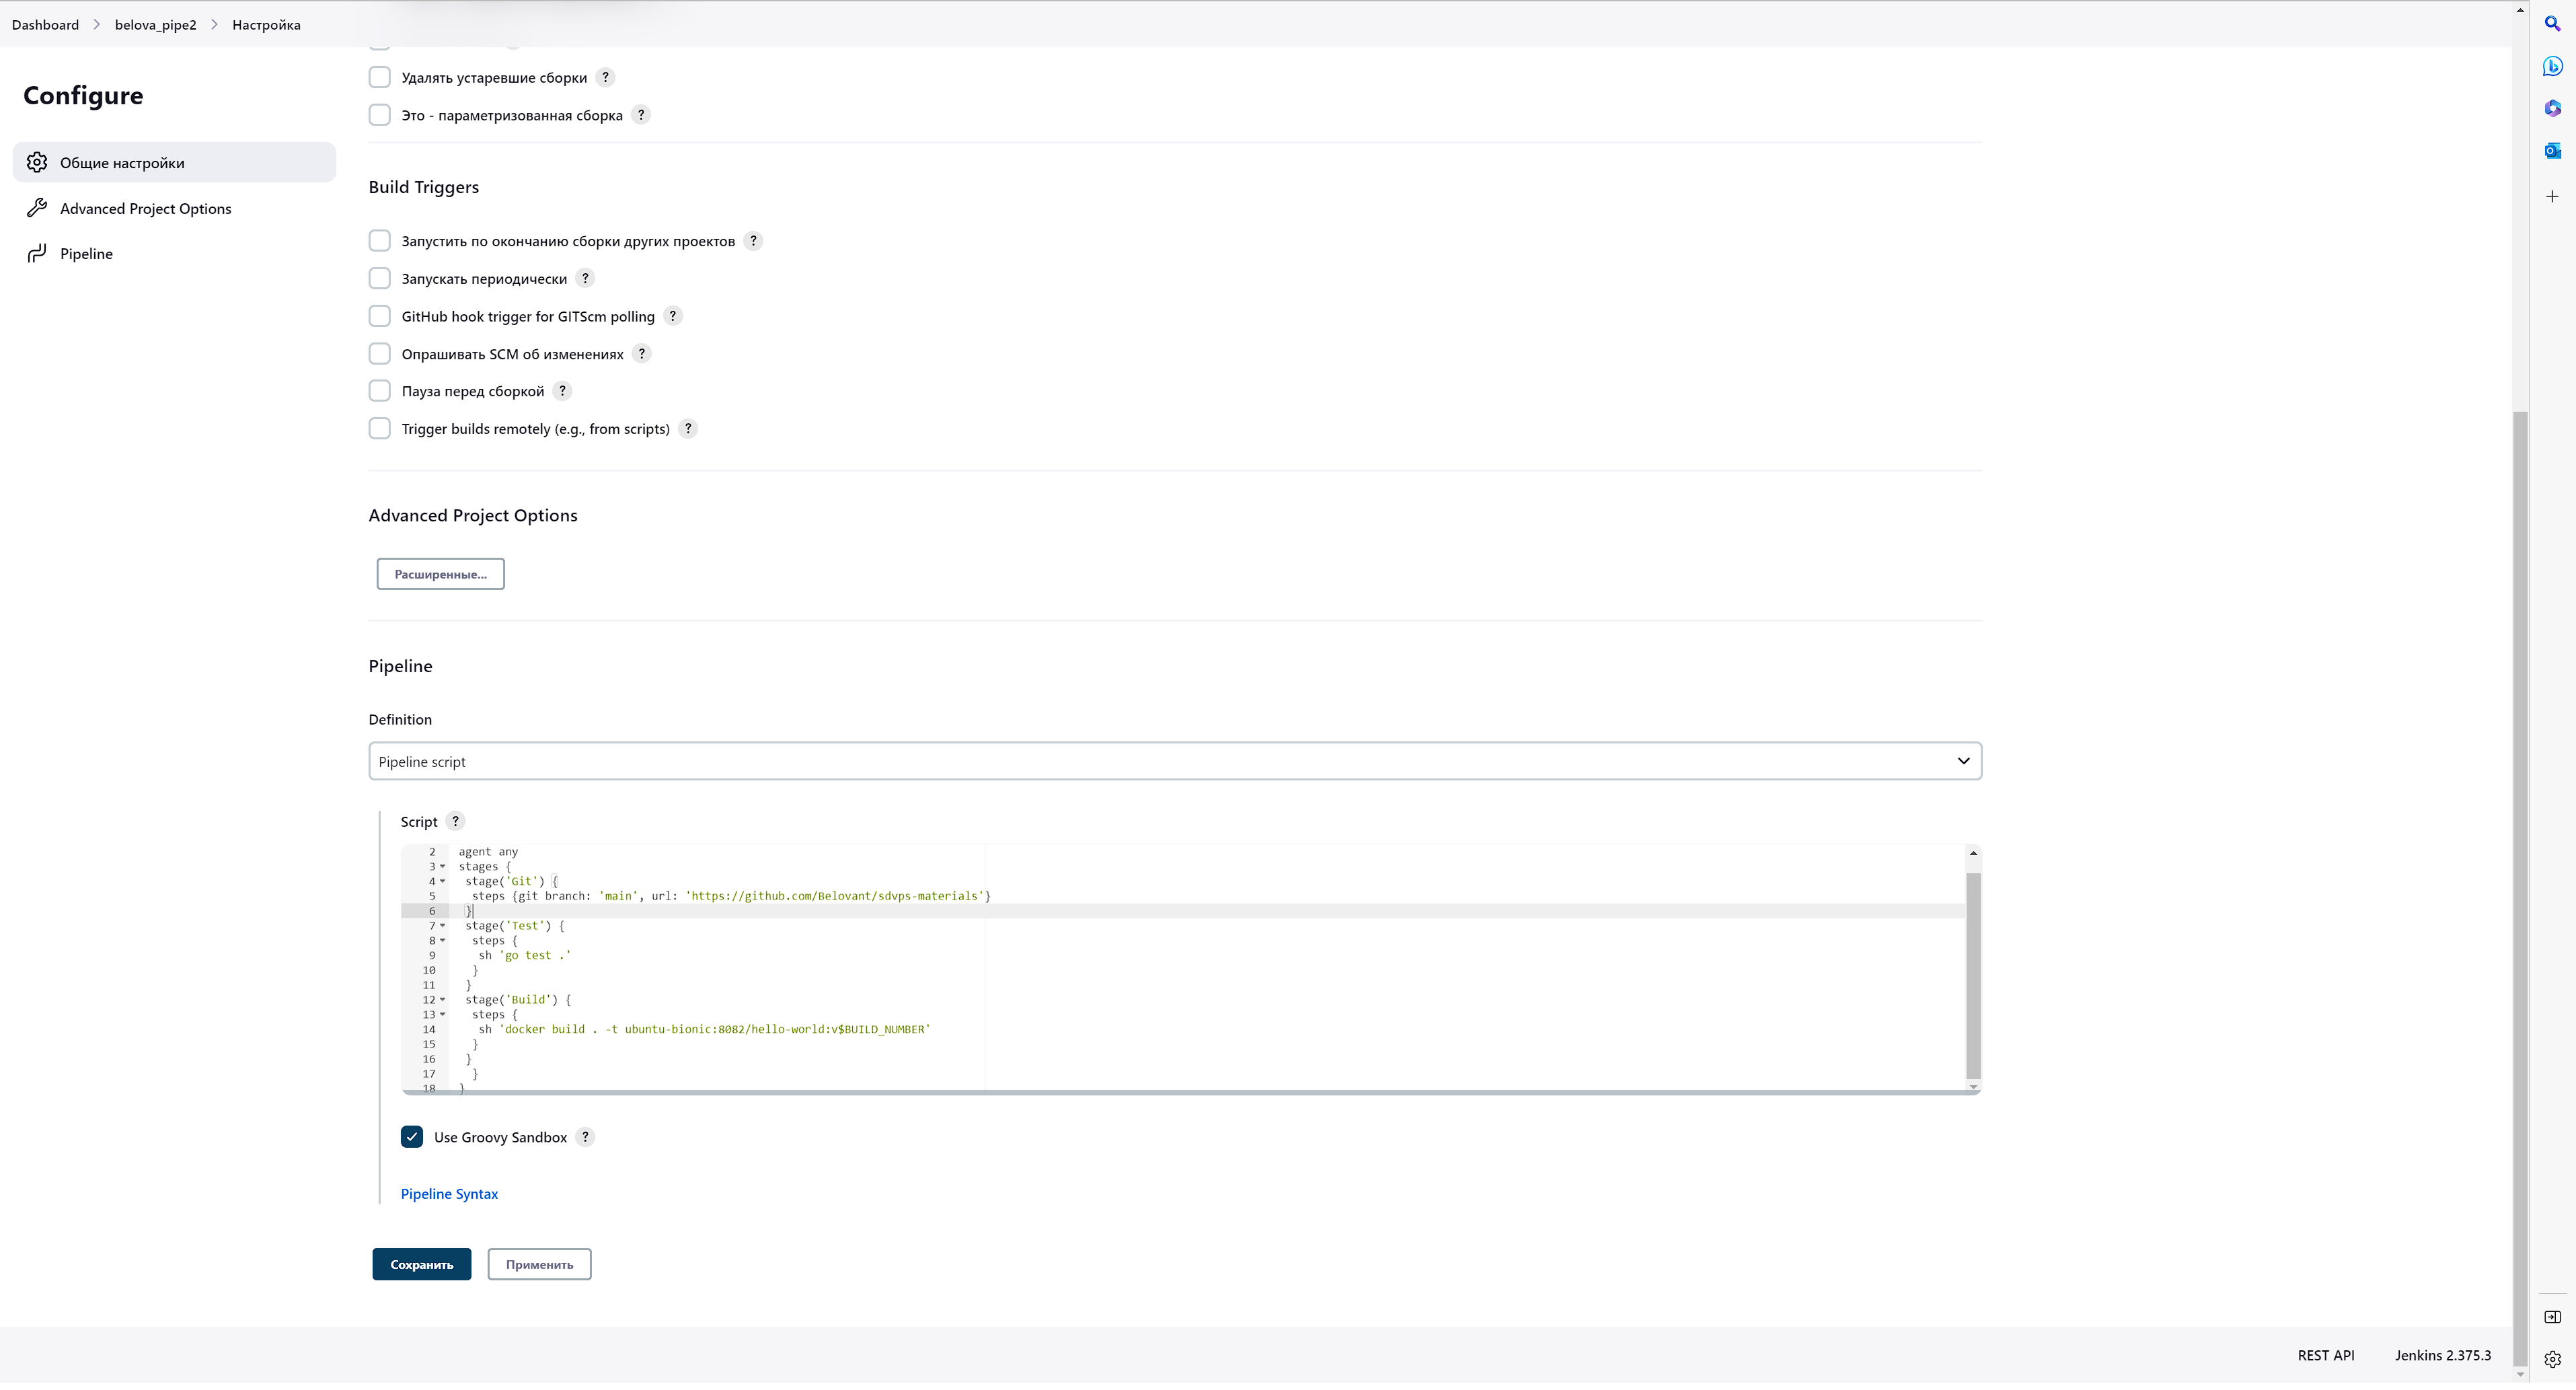 Dashboard > belova_pipe2 > Настройка
Configure
Общие настройки
Advanced Project Options
Pipeline
Удалять устаревшие сборки ?
Это - параметризованная сборка ?
Build Triggers
Запустить по окончанию сборки других проектов ?
Запускать периодически ?
GitHub hook trigger for GITScm polling ?
Опрашивать SCM об изменениях ?
Пауза перед сборкой ?
Trigger builds remotely (e.g., from scripts) ?
Advanced Project Options
Расширенные...
Pipeline
Definition
Pipeline script
Script ?
2 agent any
3 stages {
4 stage('Git') {
5 steps {git branch: 'main', url: 'https://github.com/Belovant/sdvps-materials'}
6 }
7 stage('Test') {
8 steps {
9 sh 'go test .'
10 }
11 }
12 stage('Build') {
13 steps {
14 sh 'docker build . -t ubuntu-bionic:8082/hello-world:v$BUILD_NUMBER'
15 }
16 }
17 }
18 }
Use Groovy Sandbox ?
Pipeline Syntax
Сохранить
Применить
REST API
Jenkins 2.375.3